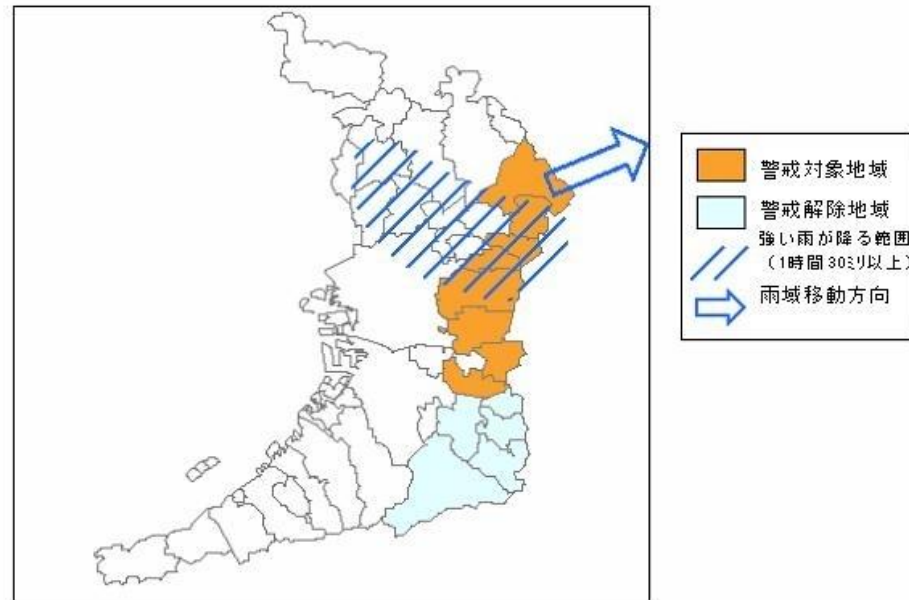 警戒対象地域
警戒解除地域
強い雨が降る範囲
(1時間30ミリ以上)
雨域移動方向